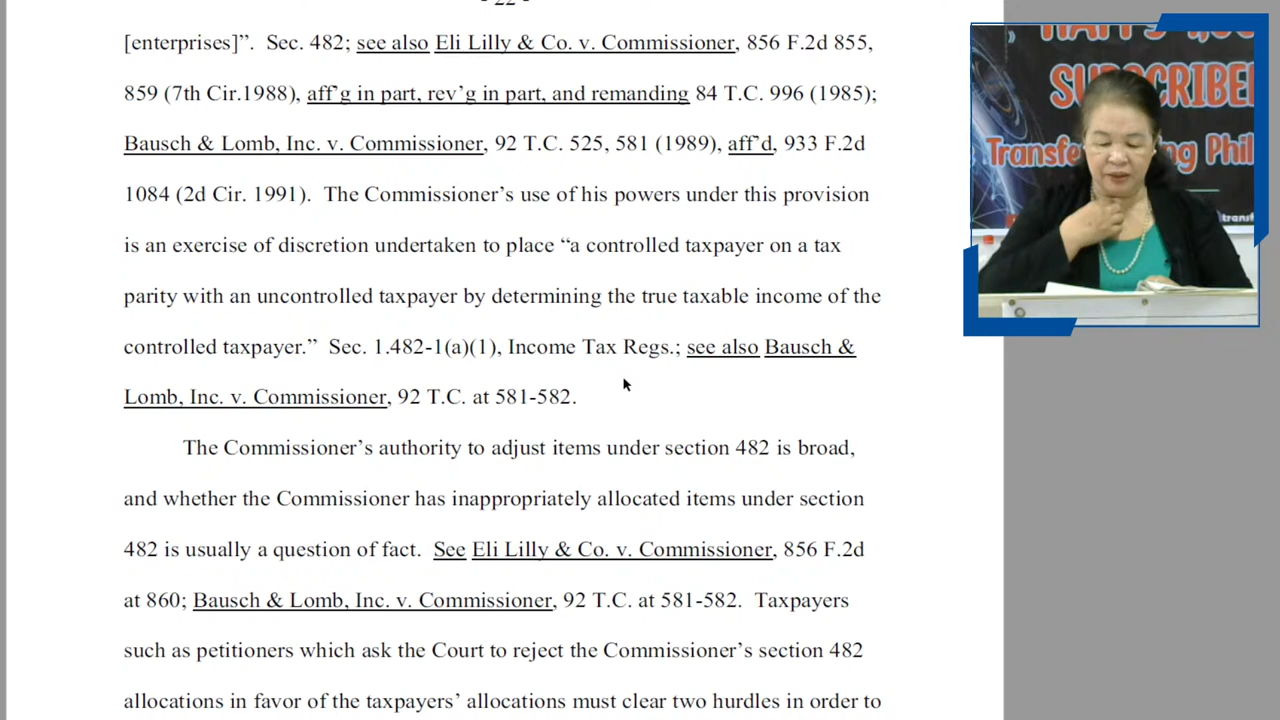 - 22 -
[enterprises]”. Sec. 482; see also Eli Lilly & Co. v. Commissioner, 856 F.2d 855,
859 (7th Cir.1988), aff’g in part, rev’g in part, and remanding 84 T.C. 996 (1985);
Bausch & Lomb, Inc. v. Commissioner, 92 T.C. 525, 581 (1989), aff’d, 933 F.2d
1084 (2d Cir. 1991). The Commissioner’s use of his powers under this provision
is an exercise of discretion undertaken to place “a controlled taxpayer on a tax
parity with an uncontrolled taxpayer by determining the true taxable income of the
controlled taxpayer.” Sec. 1.482-1(a)(1), Income Tax Regs.; see also Bausch &
Lomb, Inc. v. Commissioner, 92 T.C. at 581-582.
The Commissioner’s authority to adjust items under section 482 is broad,
and whether the Commissioner has inappropriately allocated items under section
482 is usually a question of fact. See Eli Lilly & Co. v. Commissioner, 856 F.2d
at 860; Bausch & Lomb, Inc. v. Commissioner, 92 T.C. at 581-582. Taxpayers
such as petitioners which ask the Court to reject the Commissioner’s section 482
allocations in favor of the taxpayers’ allocations must clear two hurdles in order to